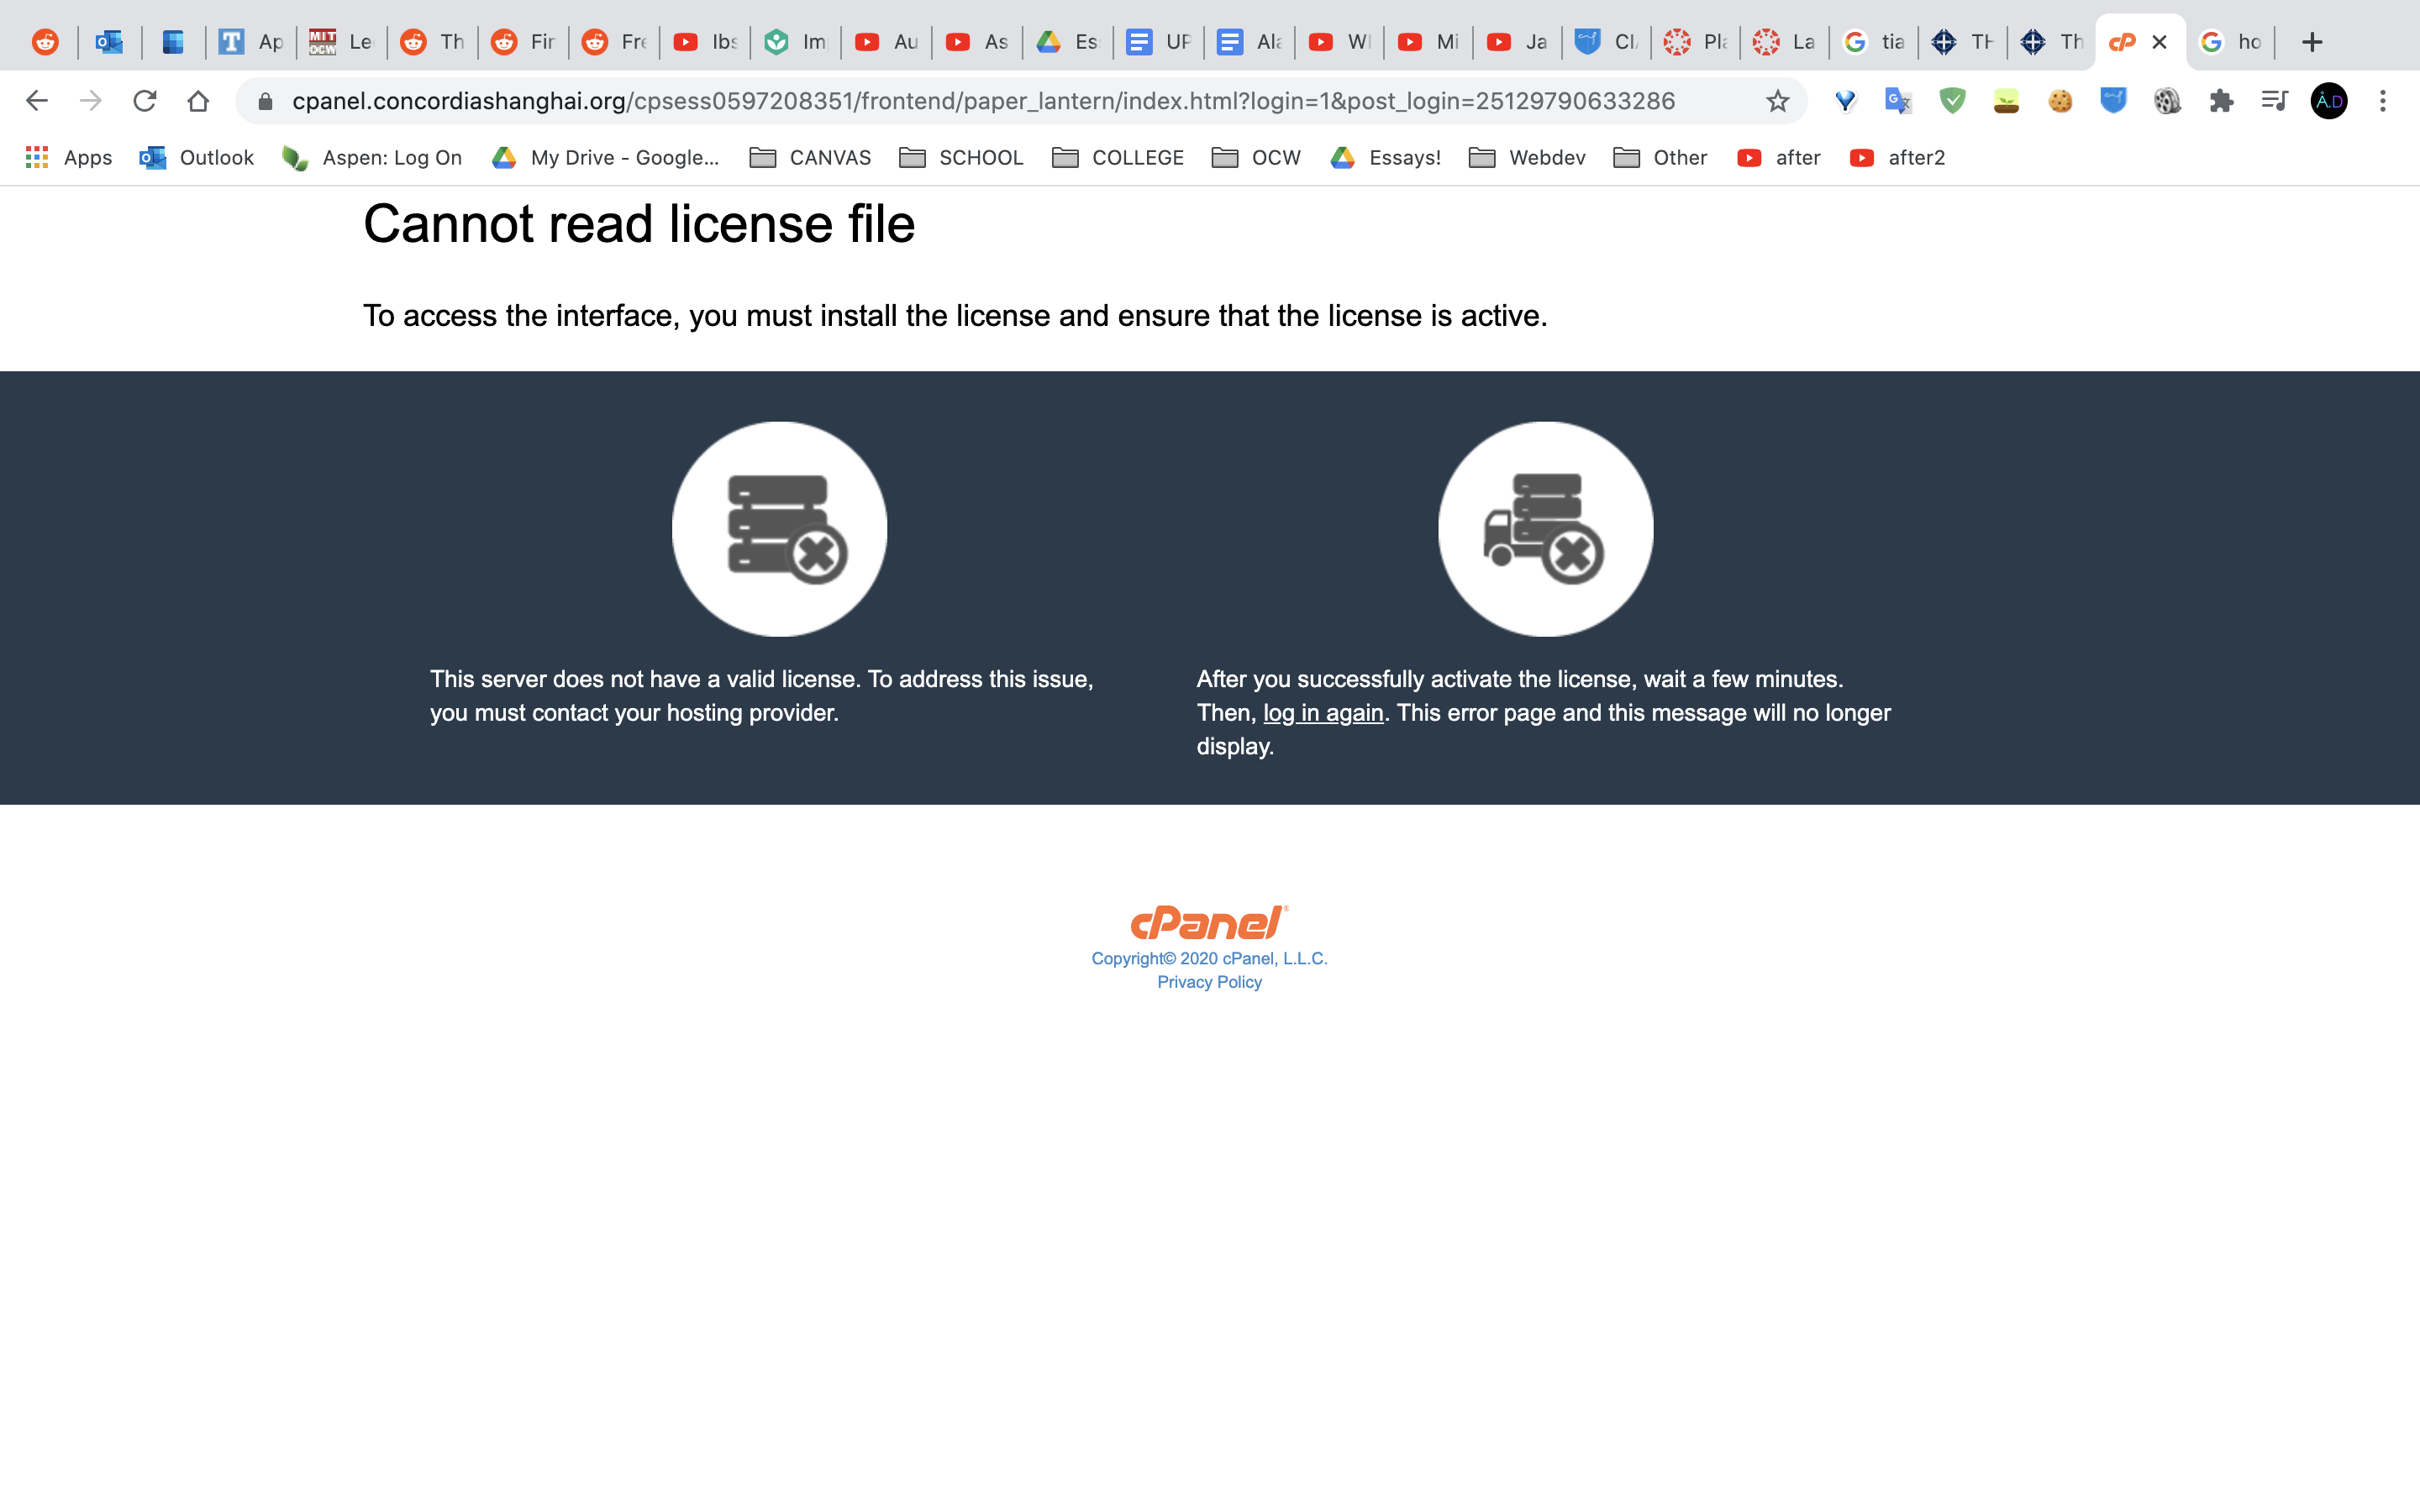 Ap
MIT OCW Le
Th
Fir
Fre
Ibs
Im
Au
As
Es
UP
Ala
WI
Mi
Ja
Pla
La
tia
Th
cP
ho
cpanel.concordiashanghai.org/cpsess0597208351/frontend/paper_lantern/index.html?login=1&post_login=25129790633286
A.D
Apps
Outlook
Aspen: Log On
My Drive - Google...
CANVAS
SCHOOL
COLLEGE
OCW
Essays!
Webdev
Other
after
after2
Cannot read license file
To access the interface, you must install the license and ensure that the license is active.
This server does not have a valid license. To address this issue,
you must contact your hosting provider.
After you successfully activate the license, wait a few minutes.
Then, log in again. This error page and this message will no longer
display.
cPanel®
Copyright© 2020 cPanel, L.L.C.
Privacy Policy